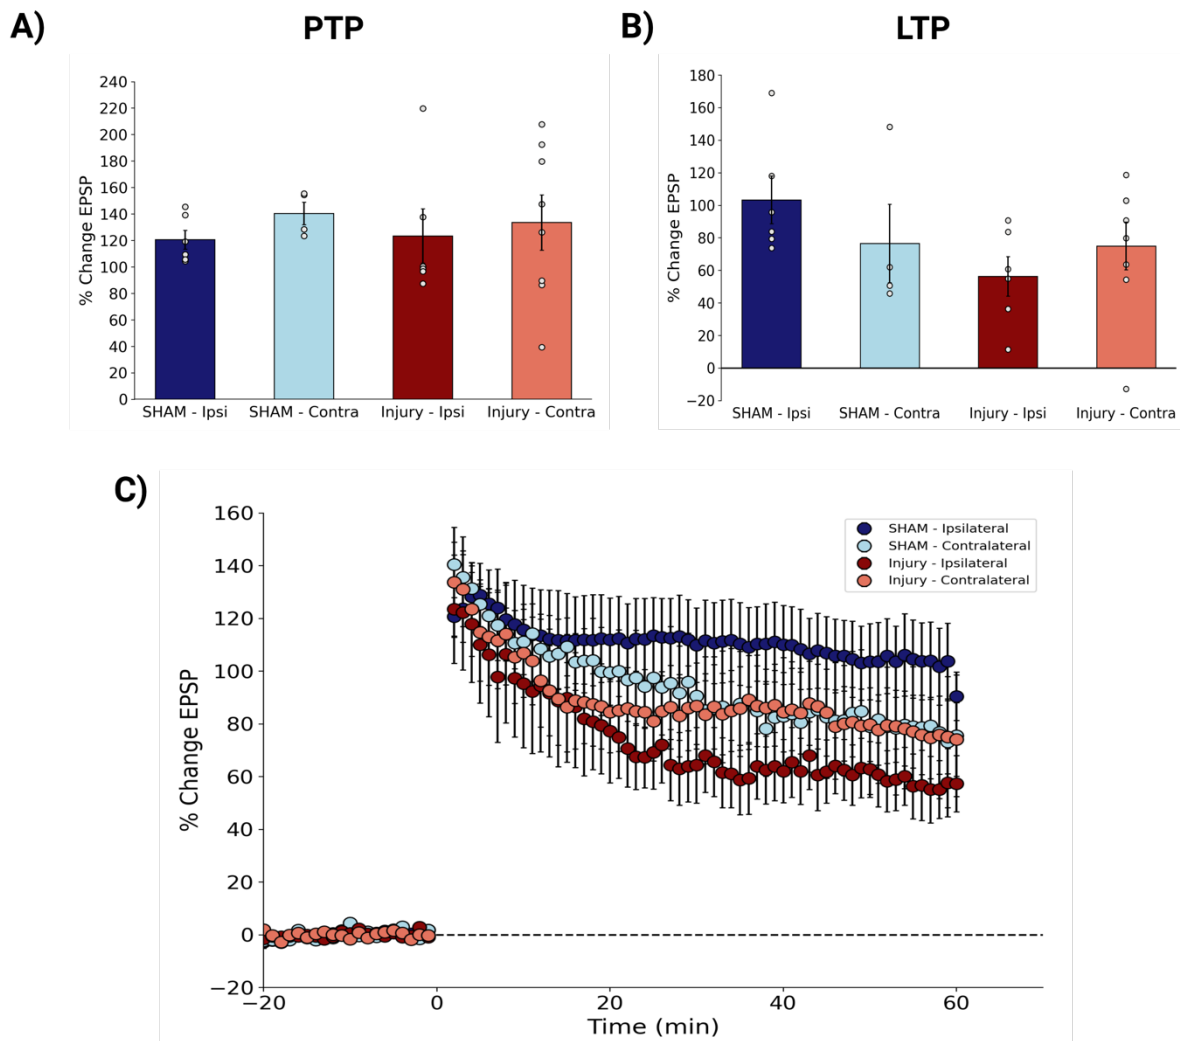 A)
PTP
% Change EPSP
240
220
200
180
160
140
120
100
80
60
40
20
0
SHAM - Ipsi
SHAM - Contra
Injury - Ipsi
Injury - Contra
B)
LTP
% Change EPSP
180
160
140
120
100
80
60
40
20
0
−20
SHAM - Ipsi
SHAM - Contra
Injury - Ipsi
Injury - Contra
C)
% Change EPSP
160
140
120
100
80
60
40
20
0
−20
SHAM - Ipsilateral
SHAM - Contralateral
Injury - Ipsilateral
Injury - Contralateral
−20
0
20
40
60
Time (min)